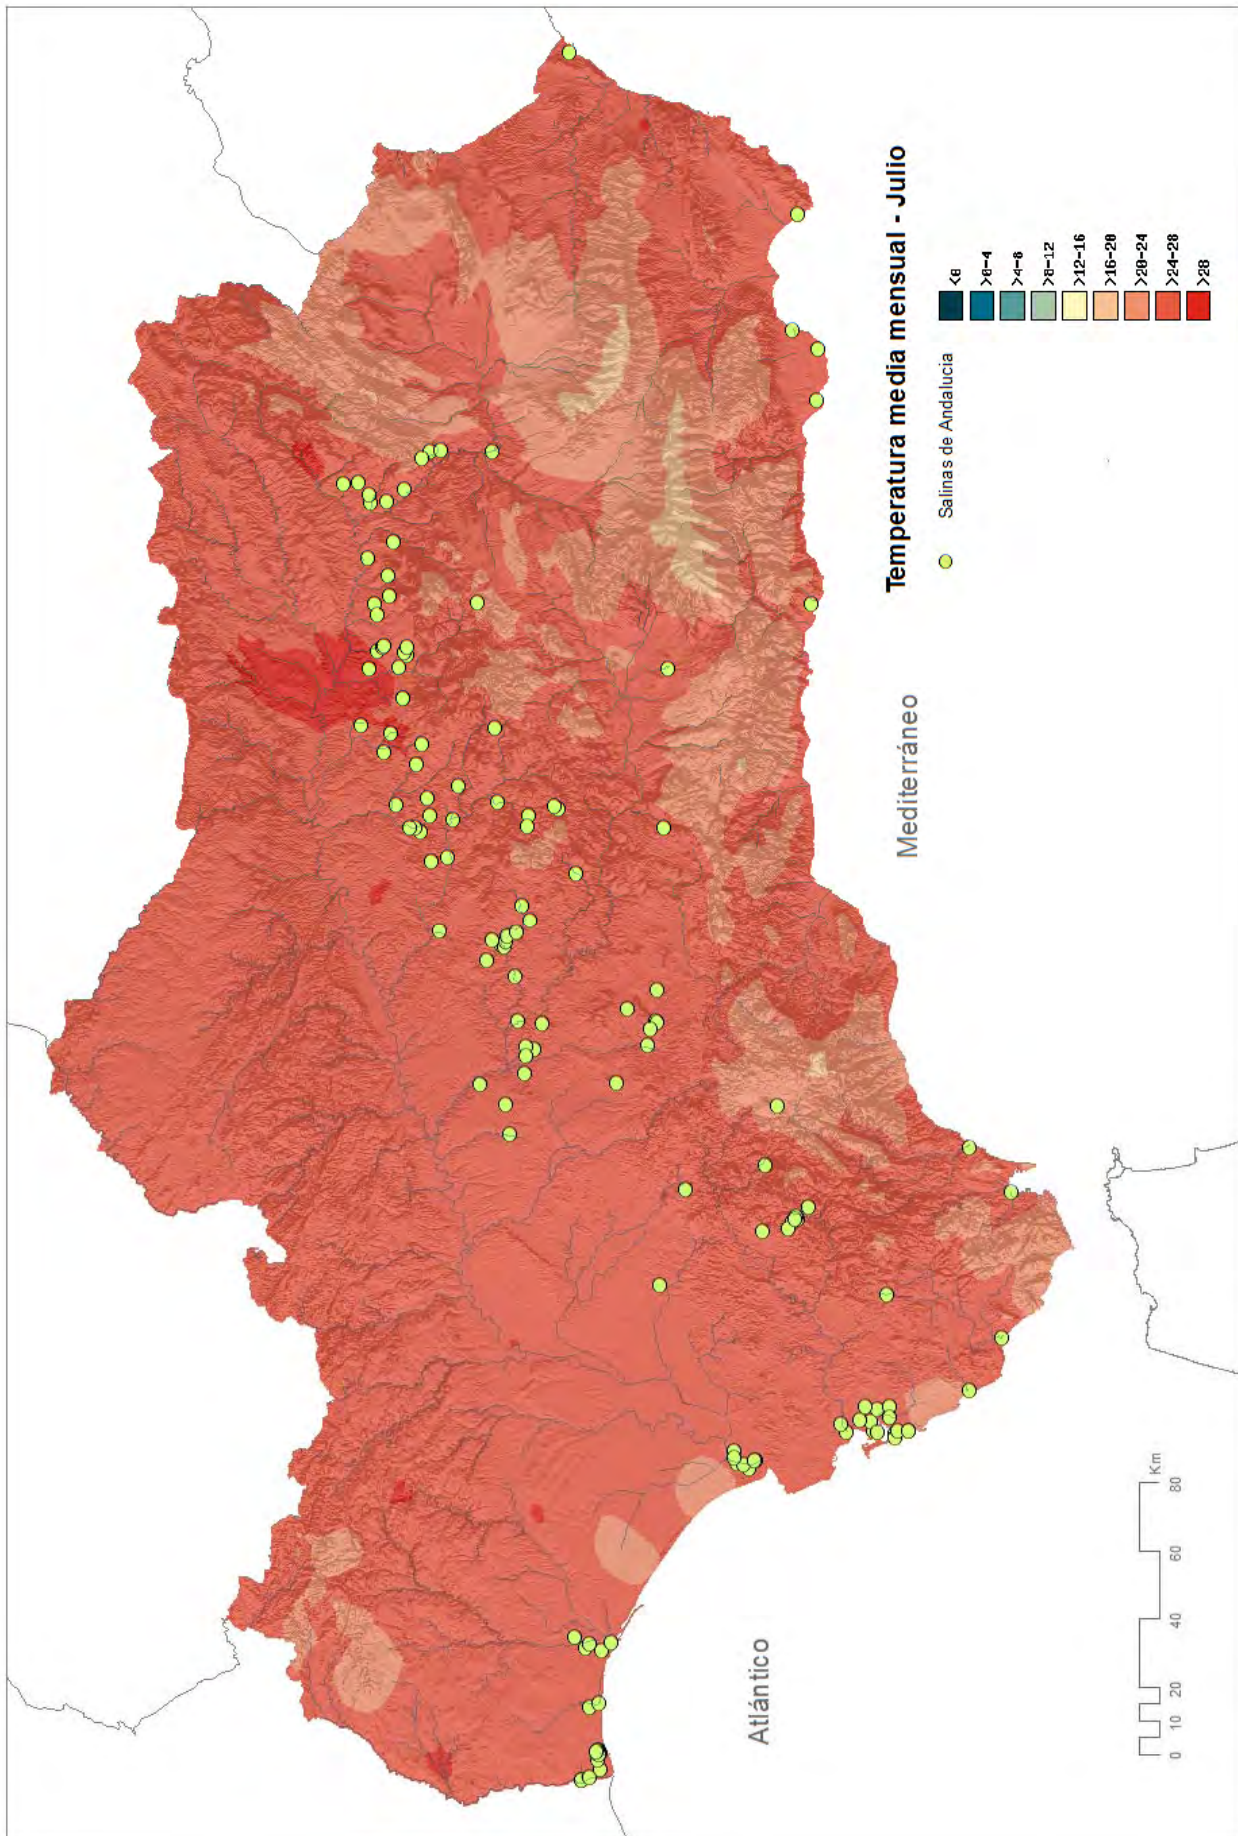 Temperatura media mensual - Julio
Salinas de Andalucia
<0
>0-4
>4-8
>8-12
>12-16
>16-20
>20-24
>24-28
>28
Mediterráneo
Atlántico
0 10 20 40 60 80
Km